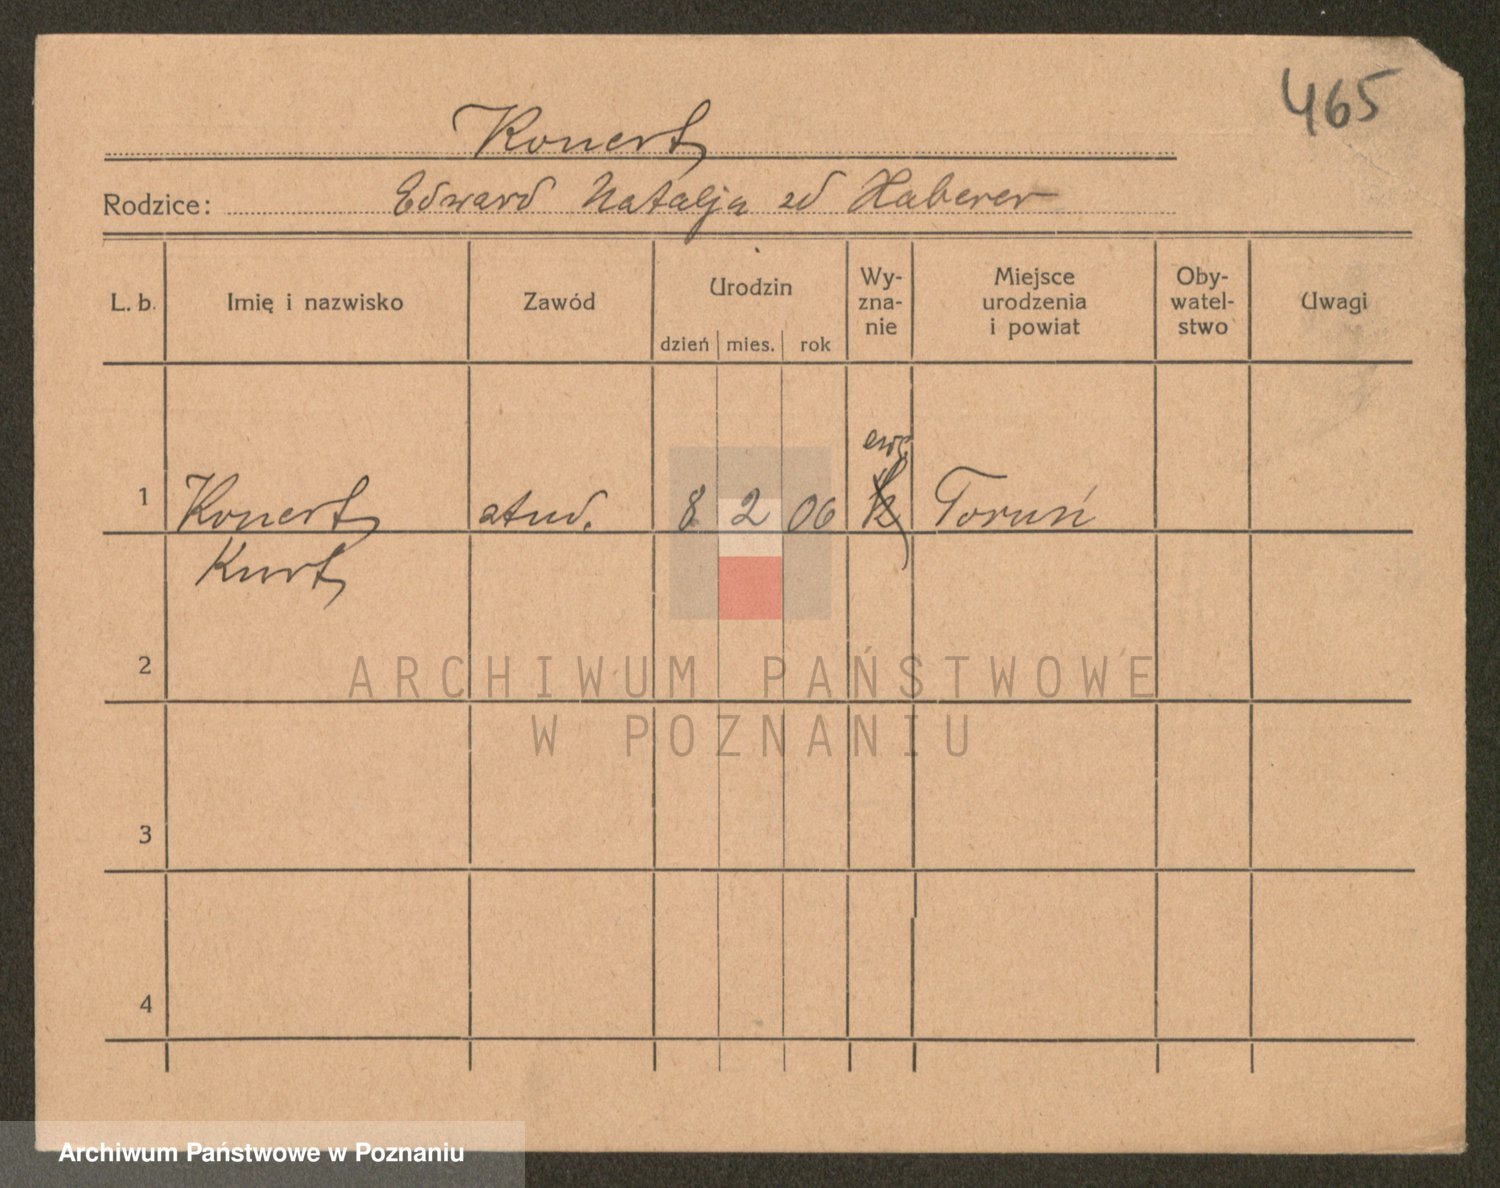 465
Konert
Rodzice: Edward Natalja zd Haberer
L. b. Imię i nazwisko Zawód Urodzin dzień mies. rok Wy-zna-nie Miejsce urodzenia i powiat Oby-watel-stwo Uwagi
ew
1 Konert stud. 8 2 06 k Toruń
Kurt
2
ARCHIWUM PAŃSTWOWE
W POZNANIU
3
4
Archiwum Państwowe w Poznaniu